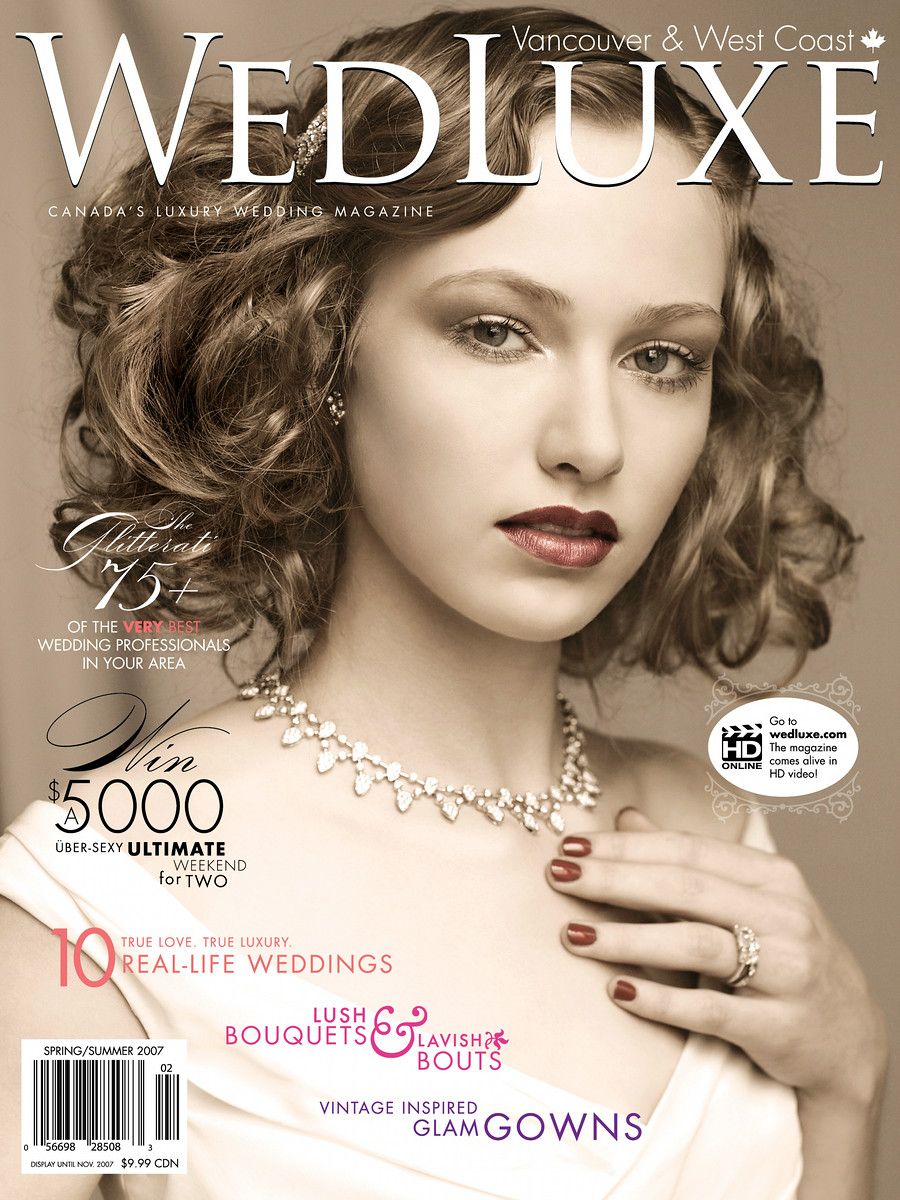 Vancouver & West Coast
WEDLUXE
CANADA'S LUXURY WEDDING MAGAZINE
The
Glitterati
75+
OF THE VERY BEST
WEDDING PROFESSIONALS
IN YOUR AREA
Win
$5000
A
ÜBER-SEXY ULTIMATE
WEEKEND
for TWO
Go to
wedluxe.com
The magazine
comes alive in
HD video!
HD
ONLINE
10 TRUE LOVE. TRUE LUXURY.
REAL-LIFE WEDDINGS
LUSH
BOUQUETS &
LAVISH
BOUTS
VINTAGE INSPIRED
GLAM GOWNS
SPRING/SUMMER 2007
02
0 56698 28508 3
DISPLAY UNTIL NOV. 2007 $9.99 CDN